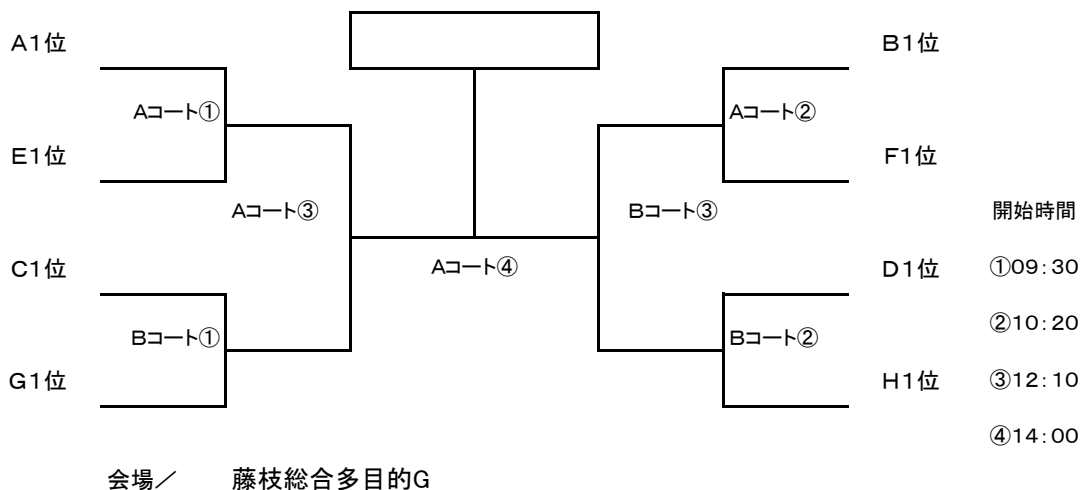 A1位
B1位
Aコート①
Aコート②
E1位
F1位
Aコート③
Bコート③
開始時間
C1位
Aコート④
D1位
①09:30
②10:20
Bコート①
Bコート②
G1位
H1位
③12:10
④14:00
会場／　藤枝総合多目的G